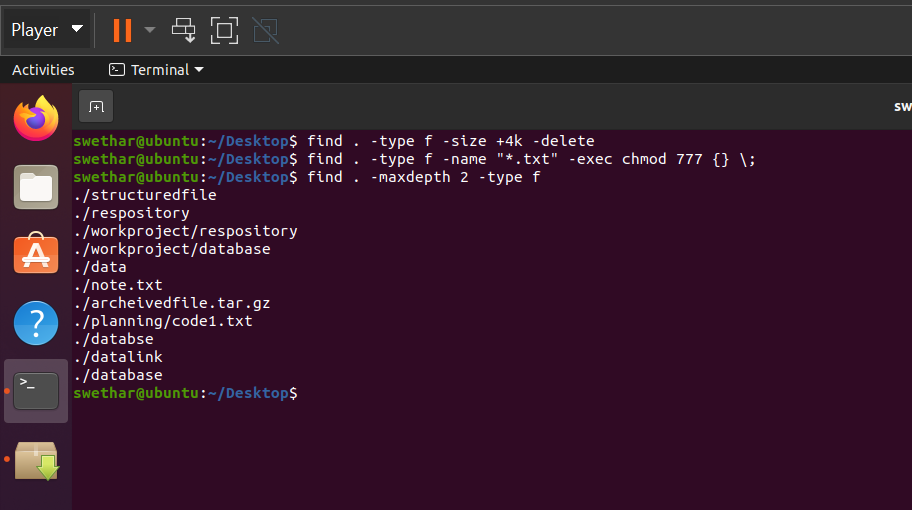 Player
Activities
Terminal
sw
swethar@ubuntu:~/Desktop$ find . -type f -size +4k -delete
swethar@ubuntu:~/Desktop$ find . -type f -name "*.txt" -exec chmod 777 {} \;
swethar@ubuntu:~/Desktop$ find . -maxdepth 2 -type f
./structuredfile
./respository
./workproject/respository
./workproject/database
./data
./note.txt
./archeivedfile.tar.gz
./planning/code1.txt
./databse
./datalink
./database
swethar@ubuntu:~/Desktop$